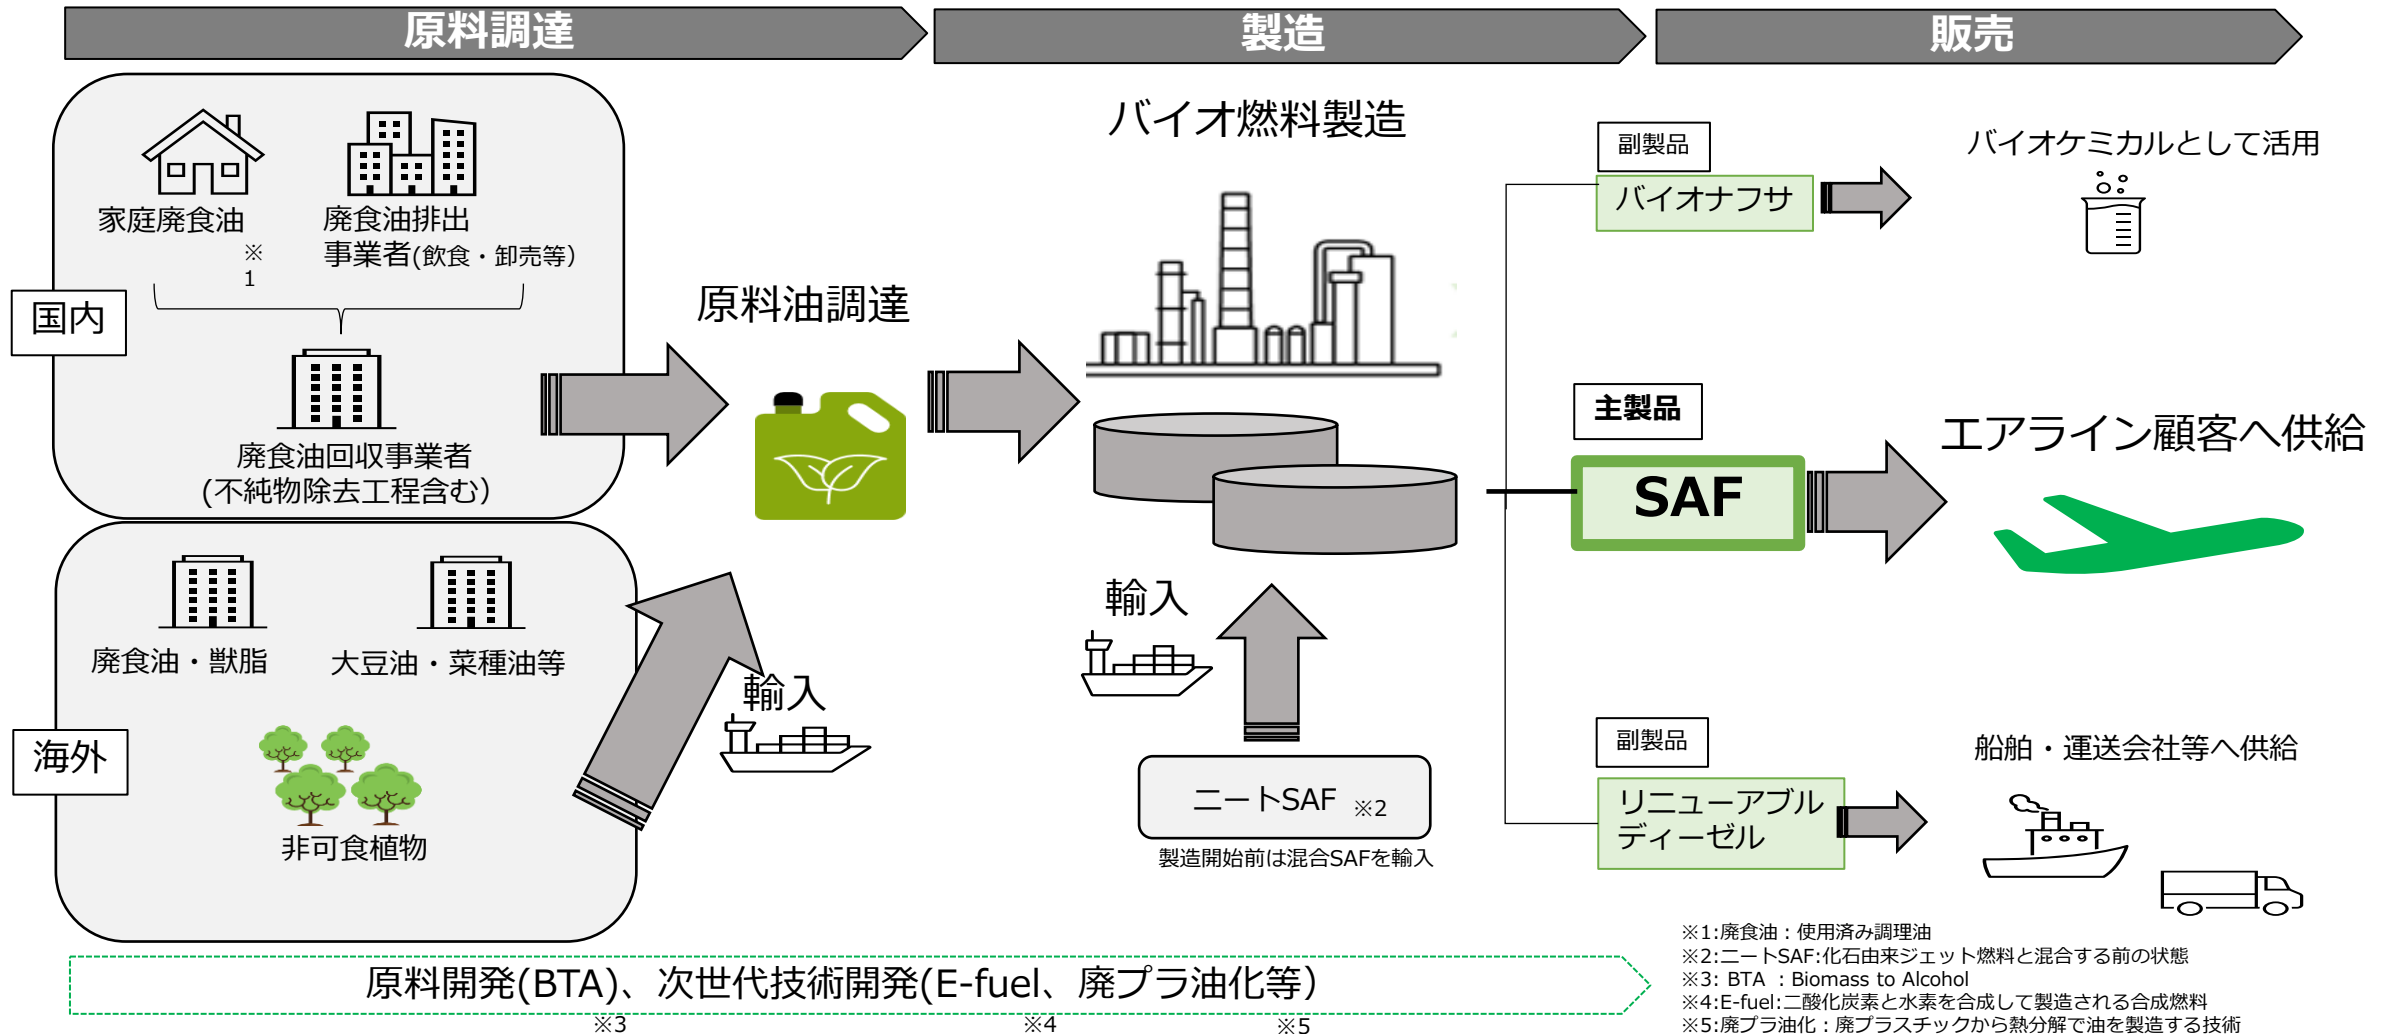 原料調達
製造
販売
家庭廃食油
※
1
廃食油排出
事業者(飲食・卸売等)
国内
廃食油回収事業者
(不純物除去工程含む)
原料油調達
廃食油・獣脂
大豆油・菜種油等
海外
非可食植物
輸入
バイオ燃料製造
輸入
ニートSAF ※2
製造開始前は混合SAFを輸入
副製品
バイオナフサ
バイオケミカルとして活用
主製品
SAF
エアライン顧客へ供給
副製品
リニューアブル
ディーゼル
船舶・運送会社等へ供給
原料開発(BTA)、次世代技術開発(E-fuel、廃プラ油化等)
※3
※4
※5
※1:廃食油:使用済み調理油
※2:ニートSAF:化石由来ジェット燃料と混合する前の状態
※3: BTA :Biomass to Alcohol
※4:E-fuel:二酸化炭素と水素を合成して製造される合成燃料
※5:廃プラ油化:廃プラスチックから熱分解で油を製造する技術